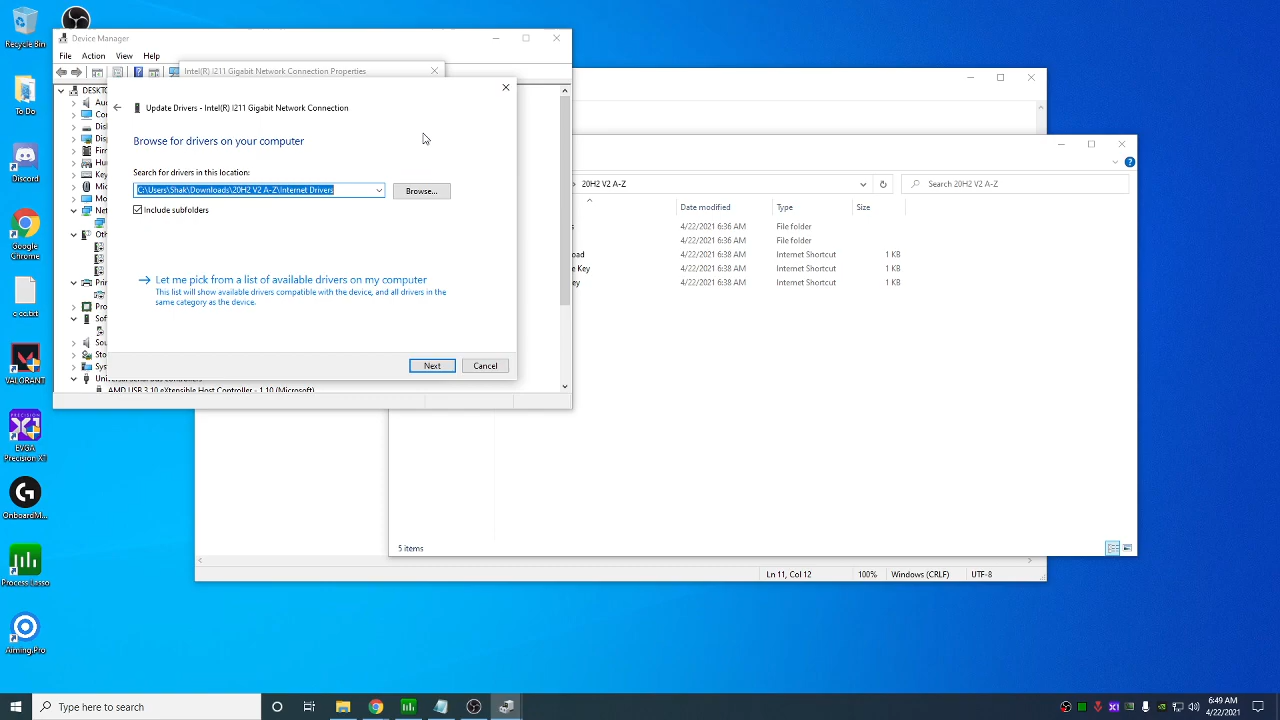 Recycle Bin
To Do
Discord
Google
Chrome
VALORANT
EVGA
Precision X1
OnboardM...
Process Lasso
Aiming.Pro
Device Manager
File Action View Help
Intel(R) I211 Gigabit Network Connection Properties
Update Drivers - Intel(R) I211 Gigabit Network Connection
Browse for drivers on your computer
Search for drivers in this location:
C:\Users\Shak\Downloads\20H2 V2 A-Z\Internet Drivers
Browse...
Include subfolders
Let me pick from a list of available drivers on my computer
This list will show available drivers compatible with the device, and all drivers in the
same category as the device.
Next
Cancel
AMD USB 3.10 eXtensible Host Controller - 1.10 (Microsoft)
20H2 V2 A-Z
Search 20H2 V2 A-Z
Date modified Type Size
4/22/2021 6:36 AM File folder
4/22/2021 6:36 AM File folder
4/22/2021 6:38 AM Internet Shortcut 1 KB
4/22/2021 6:38 AM Internet Shortcut 1 KB
4/22/2021 6:38 AM Internet Shortcut 1 KB
5 items
Ln 11, Col 12 100% Windows (CRLF) UTF-8
Type here to search
6:49 AM
4/22/2021